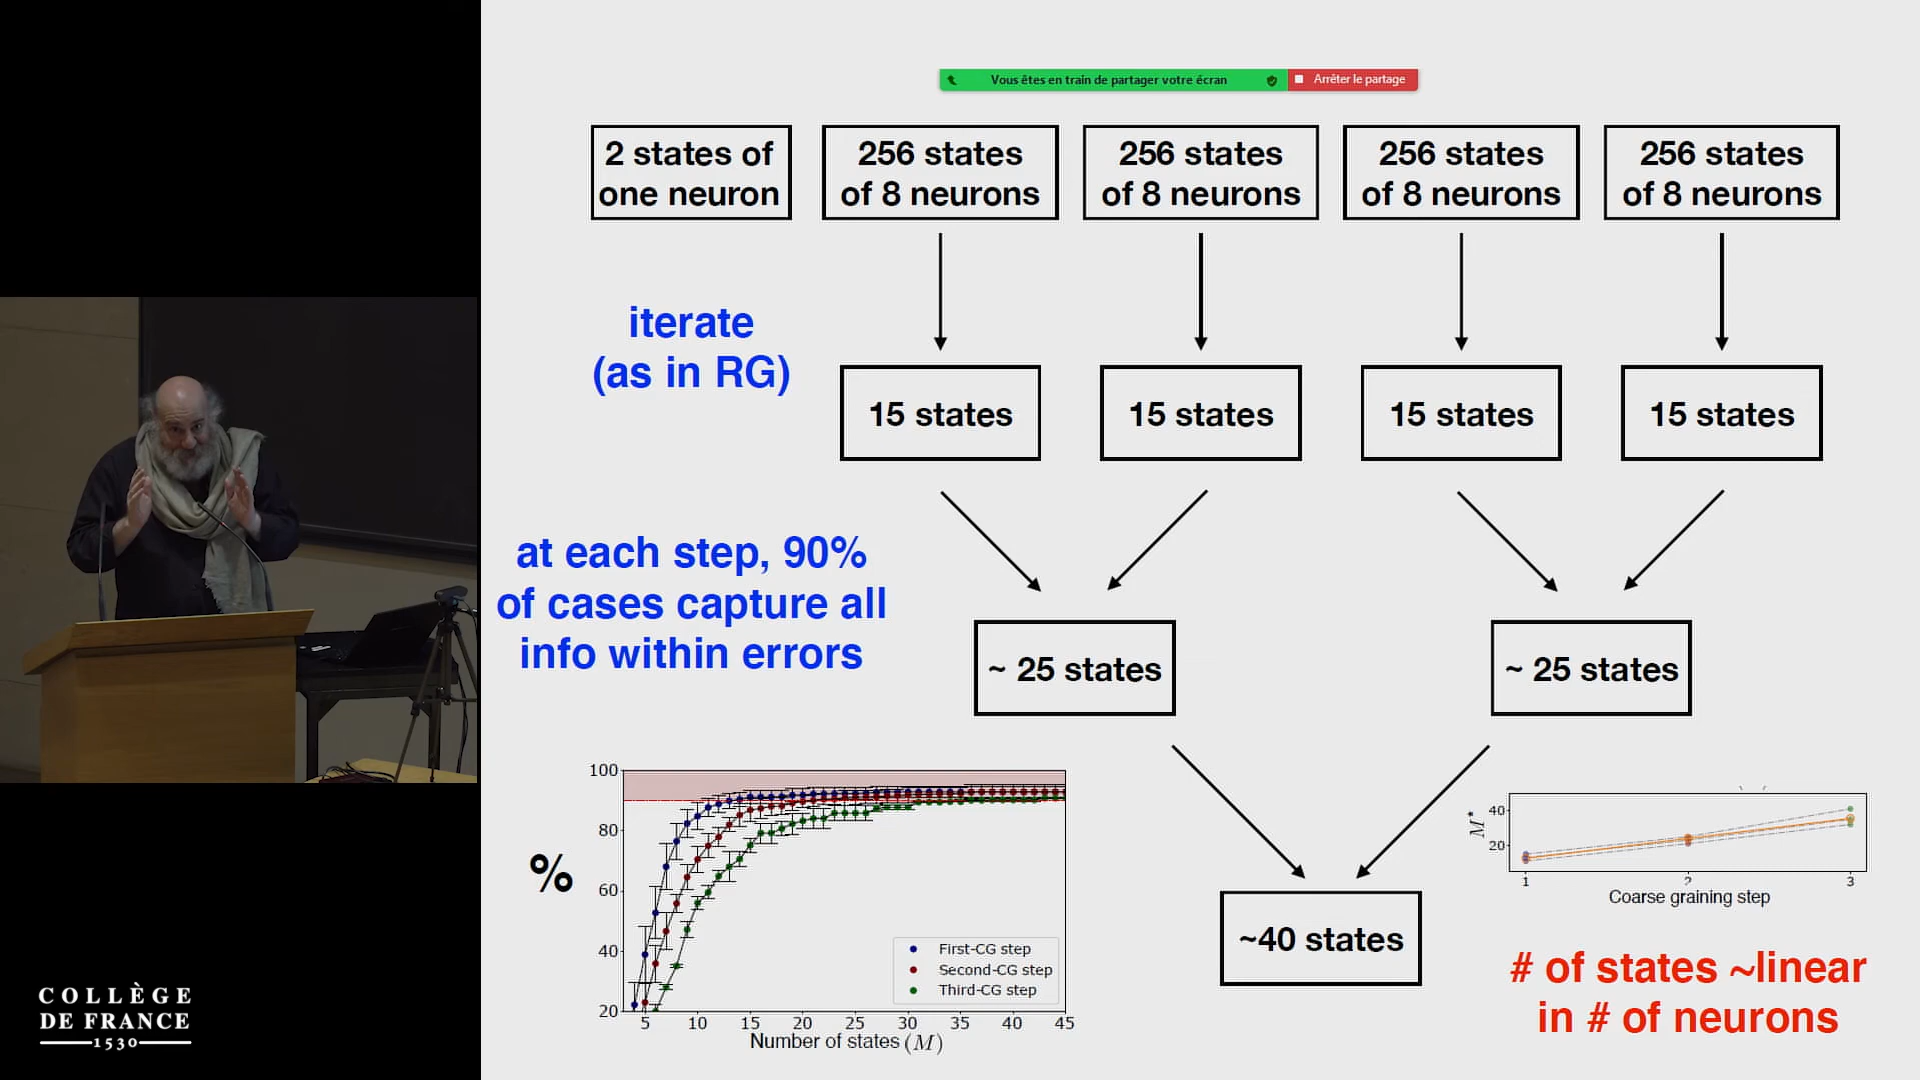 Vous êtes en train de partager votre écran
Arrêter le partage
2 states of
one neuron
256 states
of 8 neurons
256 states
of 8 neurons
256 states
of 8 neurons
256 states
of 8 neurons
iterate
(as in RG)
15 states
15 states
15 states
15 states
at each step, 90%
of cases capture all
info within errors
~ 25 states
~ 25 states
~40 states
%
100
80
60
40
20
5 10 15 20 25 30 35 40 45
Number of states (M)
First-CG step
Second-CG step
Third-CG step
M*
40
20
1 2 3
Coarse graining step
# of states ~linear
in # of neurons
COLLÈGE
DE FRANCE
1530